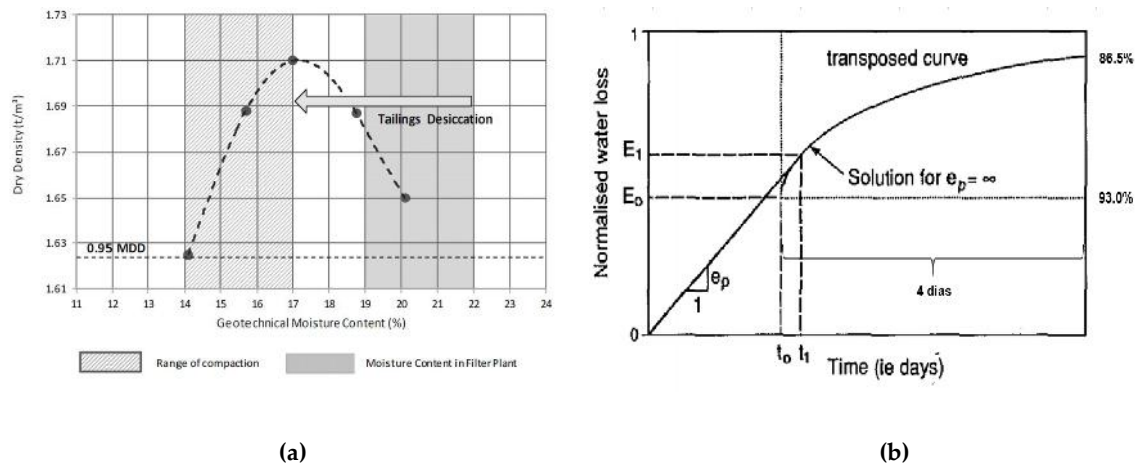 1.73
1.71
1.69
1.67
1.65
1.63
1.61
Dry Density (t/m³)
Tailings Desiccation
0.95 MDD
11 12 13 14 15 16 17 18 19 20 21 22 23 24
Geotechnical Moisture Content (%)
Range of compaction
Moisture Content in Filter Plant
(a)
1
transposed curve
86.5%
E₁
Solution for eₚ = ∞
E₀
93.0%
Normalised water loss
eₚ
1
4 dias
0
t₀ t₁
Time (ie days)
(b)